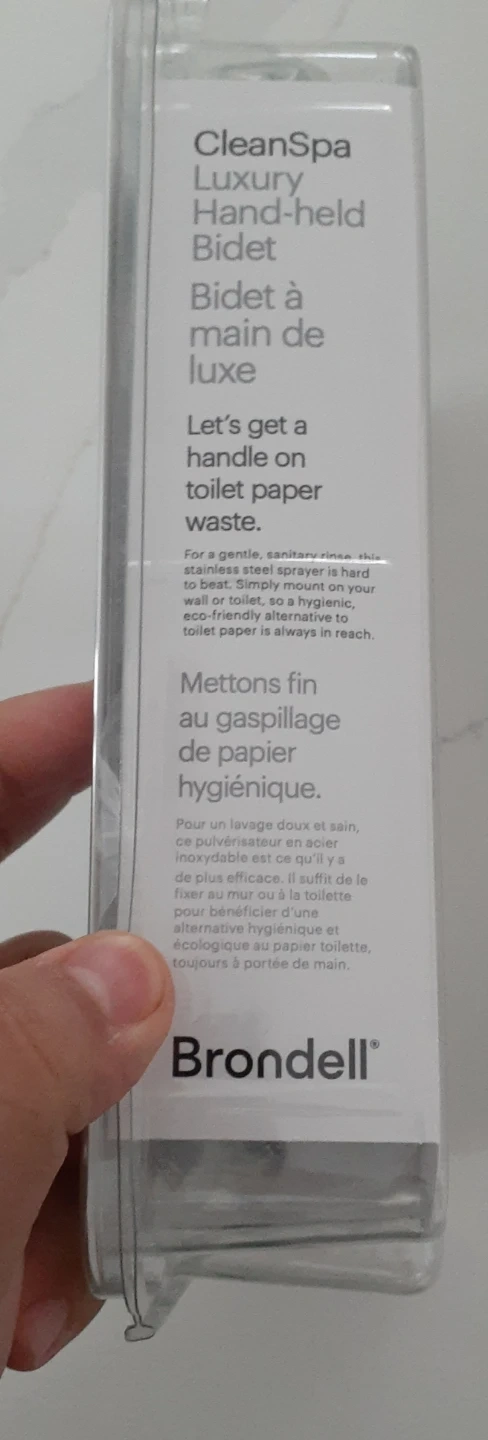 CleanSpa
Luxury
Hand-held
Bidet
Bidet à
main de
luxe
Let's get a
handle on
toilet paper
waste.
For a gentle, sanitary rinse, this
stainless steel sprayer is hard
to beat. Simply mount on your
wall or toilet, so a hygienic,
eco-friendly alternative to
toilet paper is always in reach.
Mettons fin
au gaspillage
de papier
hygiénique.
Pour un lavage doux et sain,
ce pulvérisateur en acier
inoxydable est ce qu'il y a
de plus efficace. Il suffit de le
fixer au mur ou à la toilette
pour bénéficier d'une
alternative hygiénique et
écologique au papier toilette,
toujours à portée de main.
Brondell®